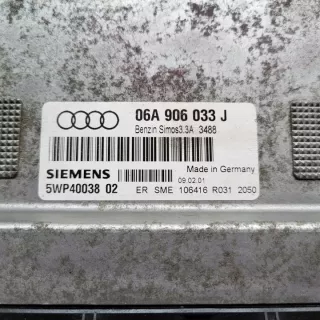 06A 906 033 J
Benzin Simos3.3A 3488
SIEMENS
Made in Germany
09.02.01
5WP40038 02
ER SME 106416 R031 2050